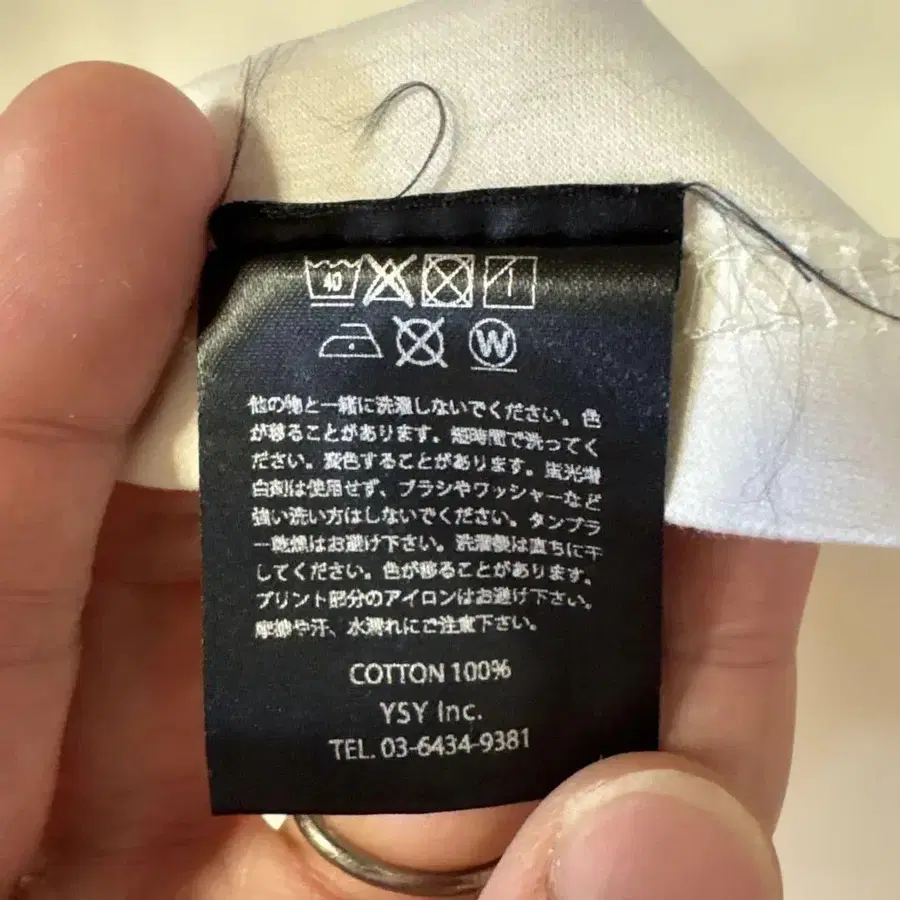 40
W
他の物と一緒に洗濯しないでください。色
が移ることがあります。短時間で洗ってく
ださい。変色することがあります。蛍光増
白剤は使用せず、ブラシやワッシャーなど
強い洗い方はしないでください。タンブラ
ー乾燥はお避け下さい。洗濯後は直ちに干
してください。色が移ることがあります。
プリント部分のアイロンはお避け下さい。
摩擦や汗、水濡れにご注意下さい。
COTTON 100%
YSY Inc.
TEL. 03-6434-9381